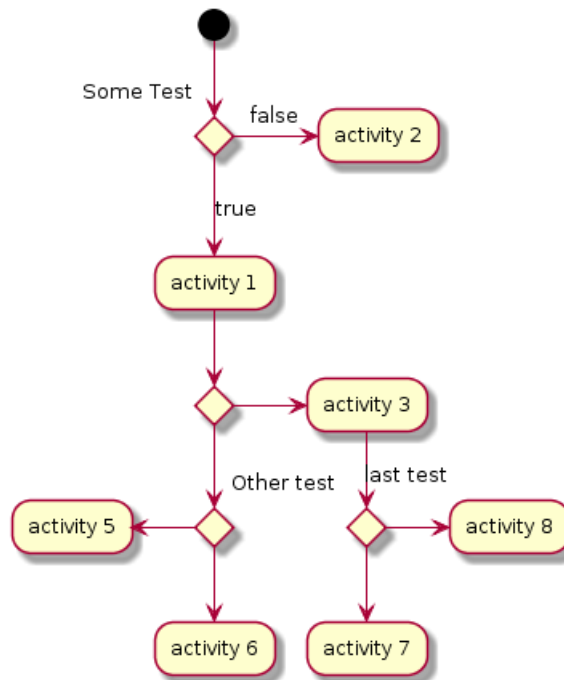 Some Test
false
activity 2
true
activity 1
activity 3
Other test
last test
activity 5
activity 8
activity 6
activity 7